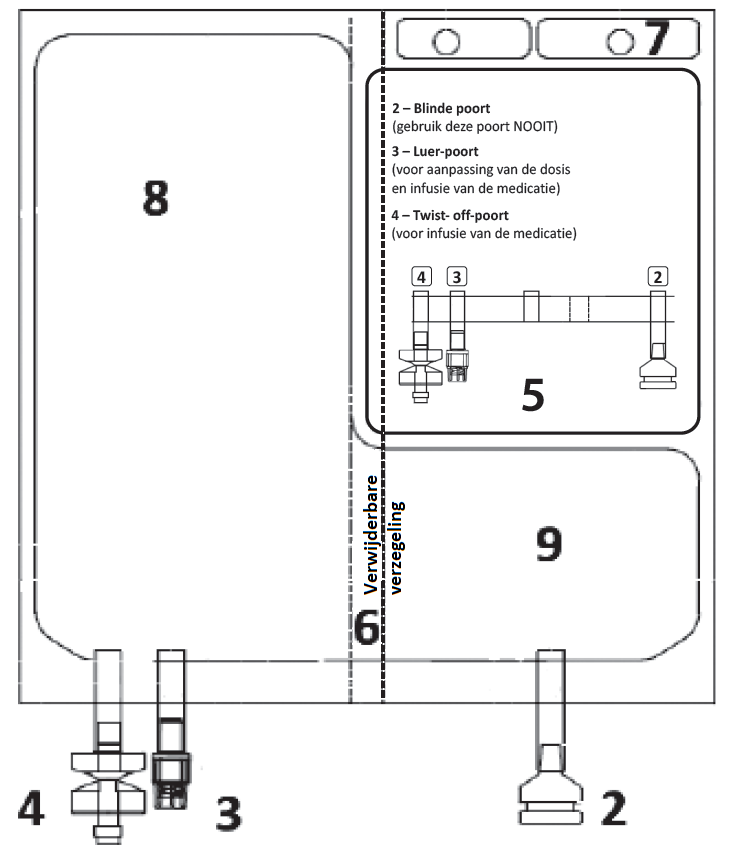 7
2 – Blinde poort
(gebruik deze poort NOOIT)
3 – Luer-poort
(voor aanpassing van de dosis
en infusie van de medicatie)
4 – Twist- off-poort
(voor infusie van de medicatie)
8
4 3 2
5
Verwijderbare
verzegeling
9
6
4 3 2